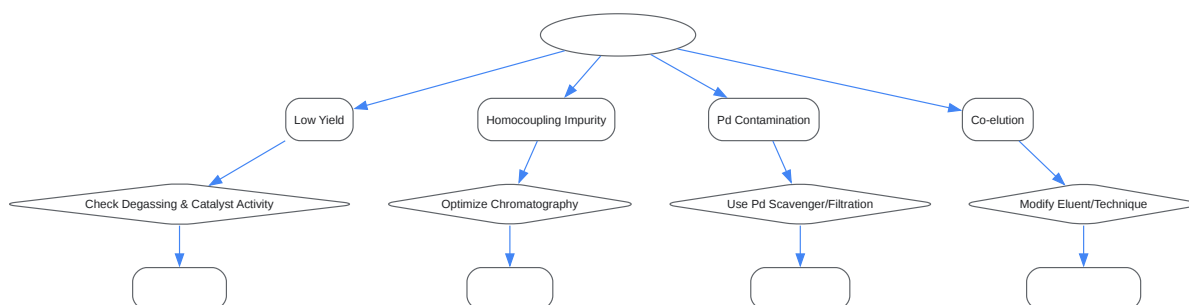 Low Yield
Homocoupling Impurity
Pd Contamination
Co-elution
Check Degassing & Catalyst Activity
Optimize Chromatography
Use Pd Scavenger/Filtration
Modify Eluent/Technique